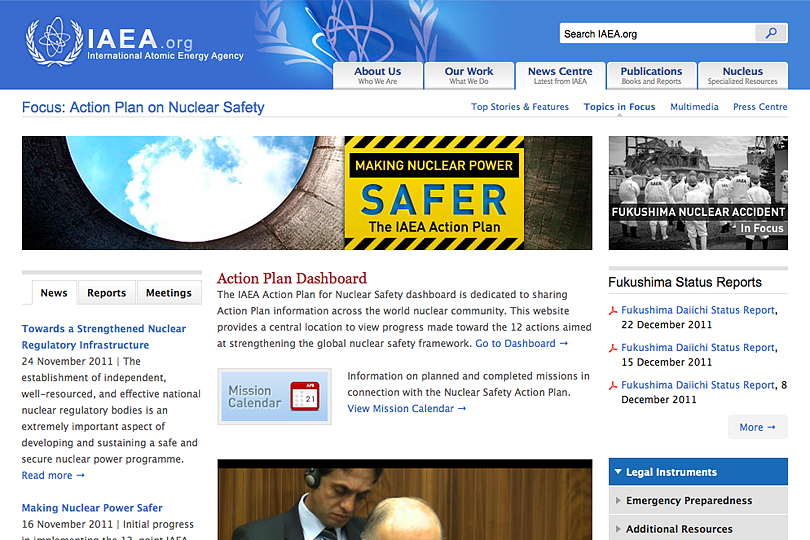 IAEA.org
International Atomic Energy Agency
Search IAEA.org
About Us
Who We Are
Our Work
What We Do
News Centre
Latest from IAEA
Publications
Books and Reports
Nucleus
Specialized Resources
Focus: Action Plan on Nuclear Safety
Top Stories & Features
Topics in Focus
Multimedia
Press Centre
MAKING NUCLEAR POWER
SAFER
The IAEA Action Plan
IAEA
IAEA
FUKUSHIMA NUCLEAR ACCIDENT
In Focus
News
Reports
Meetings
Towards a Strengthened Nuclear
Regulatory Infrastructure
24 November 2011 | The
establishment of independent,
well-resourced, and effective national
nuclear regulatory bodies is an
extremely important aspect of
developing and sustaining a safe and
secure nuclear power programme.
Read more →
Making Nuclear Power Safer
16 November 2011 | Initial progress
in implementing the 12-point IAEA
Action Plan Dashboard
The IAEA Action Plan for Nuclear Safety dashboard is dedicated to sharing
Action Plan information across the world nuclear community. This website
provides a central location to view progress made toward the 12 actions aimed
at strengthening the global nuclear safety framework. Go to Dashboard →
Mission
Calendar
APR
21
Information on planned and completed missions in
connection with the Nuclear Safety Action Plan.
View Mission Calendar →
Fukushima Status Reports
Fukushima Daiichi Status Report,
22 December 2011
Fukushima Daiichi Status Report,
15 December 2011
Fukushima Daiichi Status Report, 8
December 2011
More →
Legal Instruments
Emergency Preparedness
Additional Resources